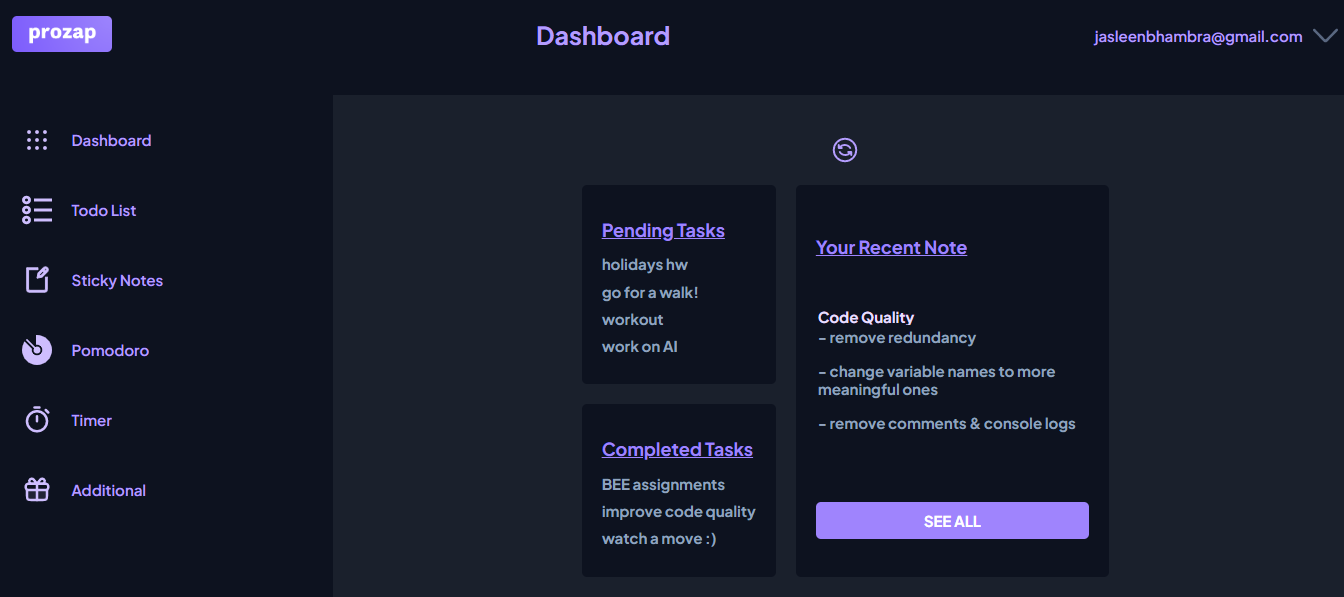 prozap
Dashboard
jasleenbhambra@gmail.com
Dashboard
Todo List
Sticky Notes
Pomodoro
Timer
Additional
Pending Tasks
holidays hw
go for a walk!
workout
work on AI
Completed Tasks
BEE assignments
improve code quality
watch a move :)
Your Recent Note
Code Quality
- remove redundancy
- change variable names to more
meaningful ones
- remove comments & console logs
SEE ALL